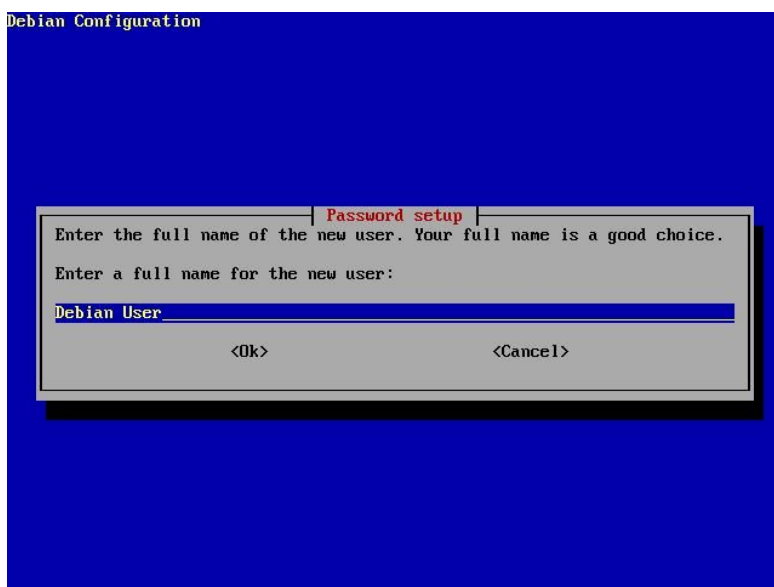 Debian Configuration
Password setup
Enter the full name of the new user. Your full name is a good choice.
Enter a full name for the new user:
Debian User
<Ok> <Cancel>